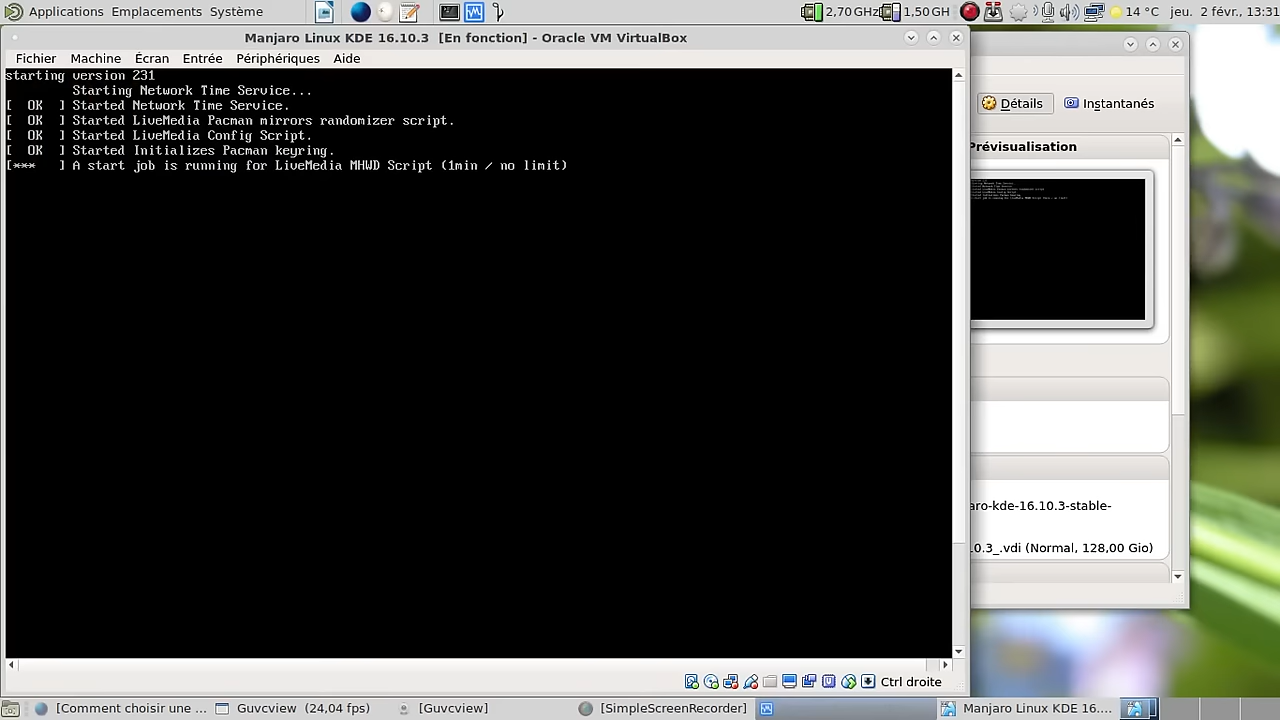 Applications Emplacements Système
2,70 GHz 1,50 GH 14 °C jeu. 2 févr., 13:31
Manjaro Linux KDE 16.10.3 [En fonction] - Oracle VM VirtualBox
Fichier Machine Écran Entrée Périphériques Aide
starting version 231
Starting Network Time Service...
[ OK ] Started Network Time Service.
[ OK ] Started LiveMedia Pacman mirrors randomizer script.
[ OK ] Started LiveMedia Config Script.
[ OK ] Started Initializes Pacman keyring.
[*** ] A start job is running for LiveMedia MHWD Script (1min / no limit)
Détails Instantanés
Prévisualisation
aro-kde-16.10.3-stable-
.0.3_.vdi (Normal, 128,00 Gio)
Ctrl droite
[Comment choisir une ... Guvcview (24,04 fps) [Guvcview] [SimpleScreenRecorder] Manjaro Linux KDE 16....